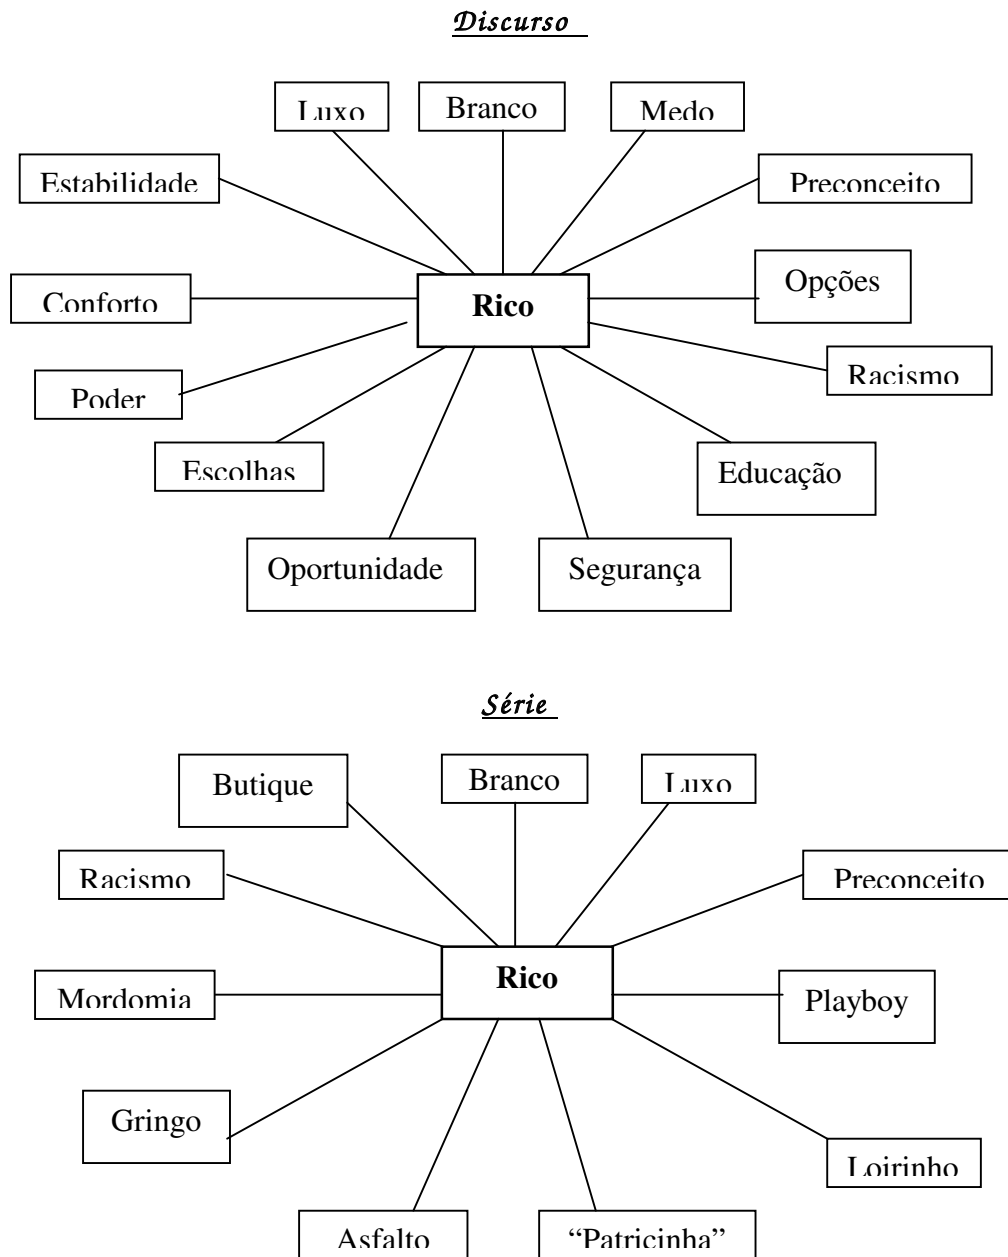 Discurso
Luxo
Branco
Medo
Estabilidade
Preconceito
Opções
Conforto
Rico
Racismo
Poder
Escolhas
Educação
Oportunidade
Segurança
Série
Butique
Branco
Luxo
Racismo
Preconceito
Rico
Mordomia
Playboy
Gringo
Loirinho
Asfalto
“Patricinha”